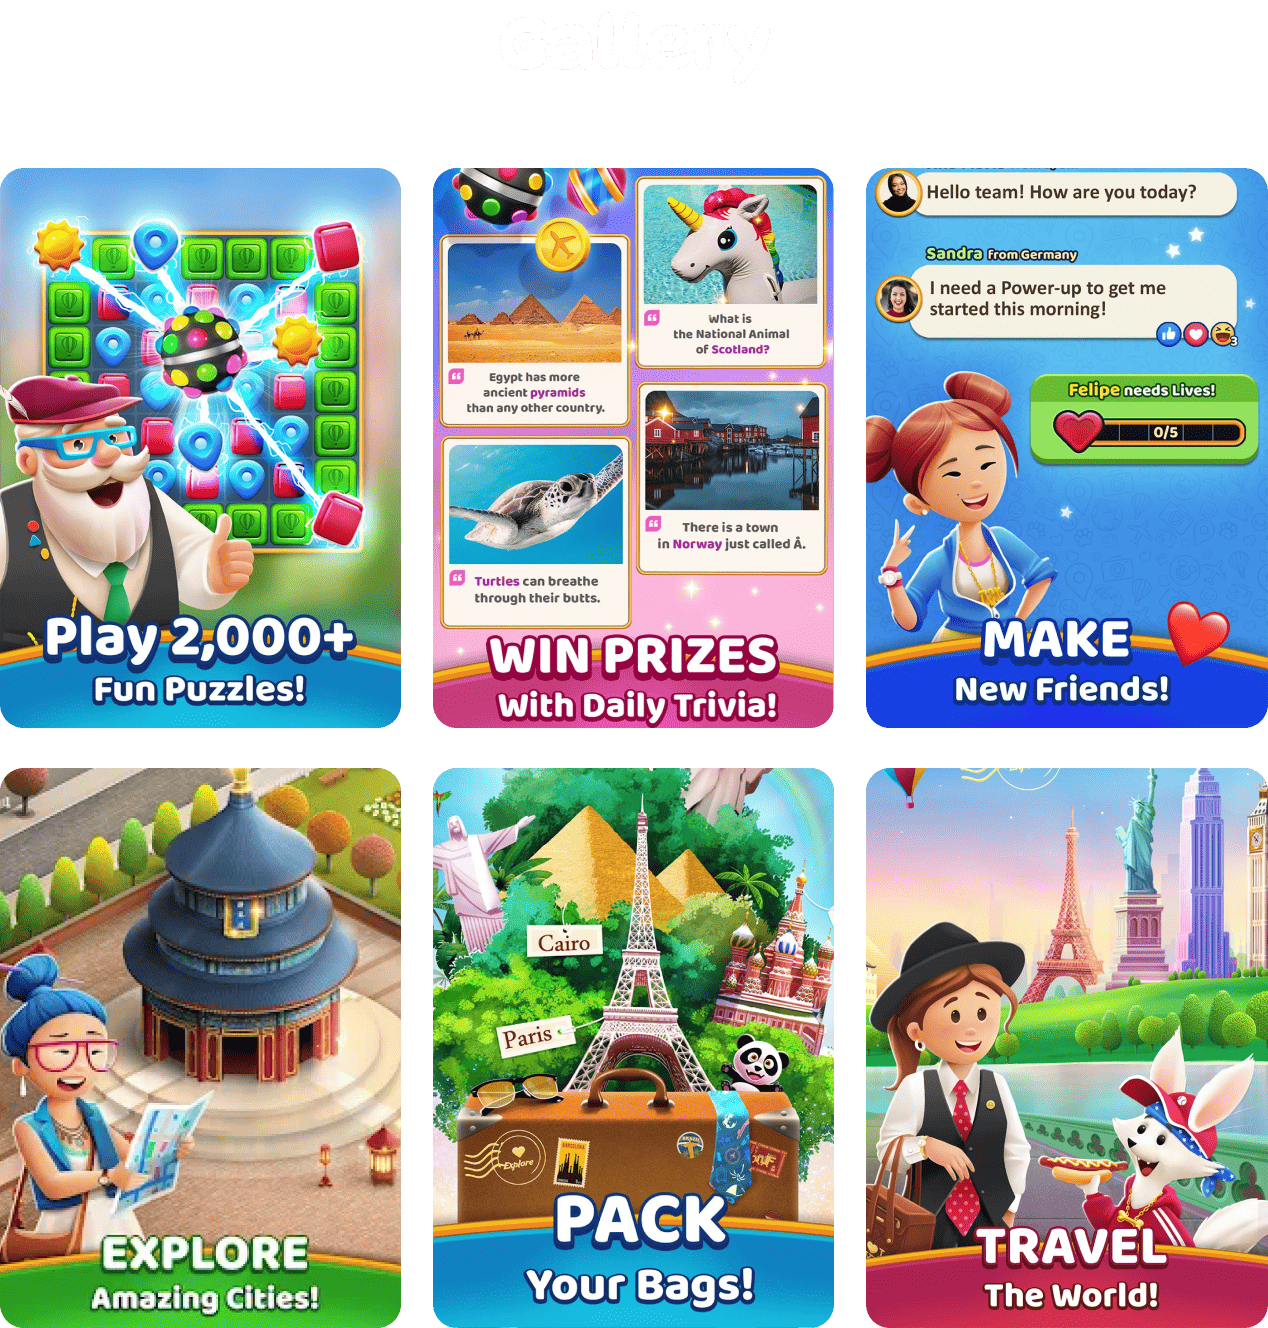 Gallery
Play 2,000+
Fun Puzzles!
What is
the National Animal
of Scotland?
Egypt has more
ancient pyramids
than any other country.
There is a town
in Norway just called Å.
Turtles can breathe
through their butts.
WIN PRIZES
With Daily Trivia!
Hello team! How are you today?
Sandra from Germany
I need a Power-up to get me
started this morning!
3
Felipe needs Lives!
0/5
MAKE
New Friends!
EXPLORE
Amazing Cities!
Cairo
Paris
Explore
BARCELONA
BRAZIL
PACK
Your Bags!
TRAVEL
The World!